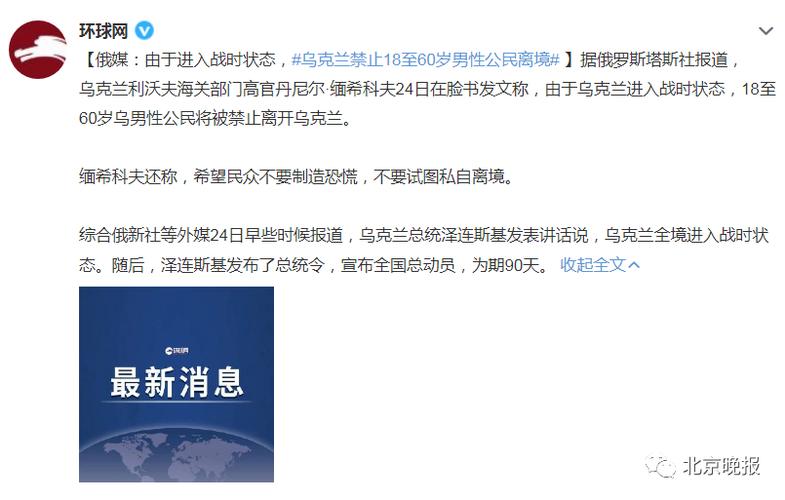 环球网
【俄媒：由于进入战时状态，#乌克兰禁止18至60岁男性公民离境# 】据俄罗斯塔斯社报道，
乌克兰利沃夫海关部门高官丹尼尔·缅希科夫24日在脸书发文称，由于乌克兰进入战时状态，18至
60岁乌男性公民将被禁止离开乌克兰。
缅希科夫还称，希望民众不要制造恐慌，不要试图私自离境。
综合俄新社等外媒24日早些时候报道，乌克兰总统泽连斯基发表讲话说，乌克兰全境进入战时状
态。随后，泽连斯基发布了总统令，宣布全国总动员，为期90天。 收起全文
环球网
最新消息
北京晚报